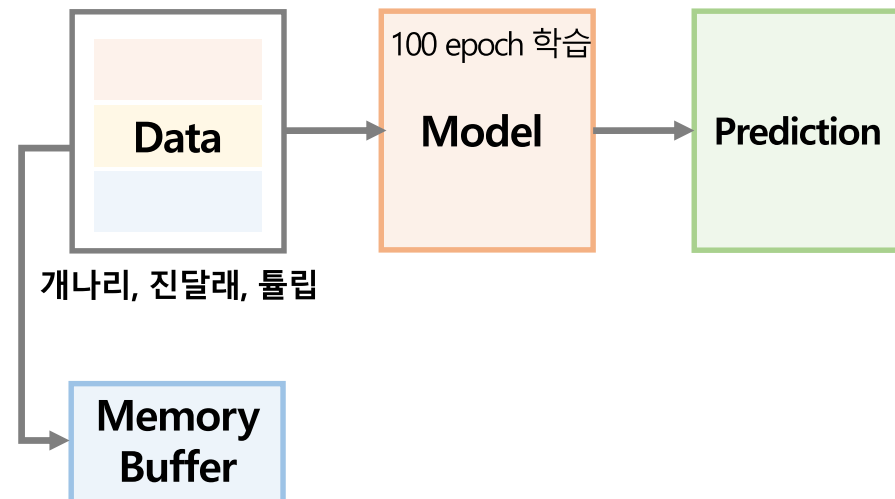 100 epoch 학습
Data
Model
Prediction
개나리, 진달래, 튤립
Memory
Buffer